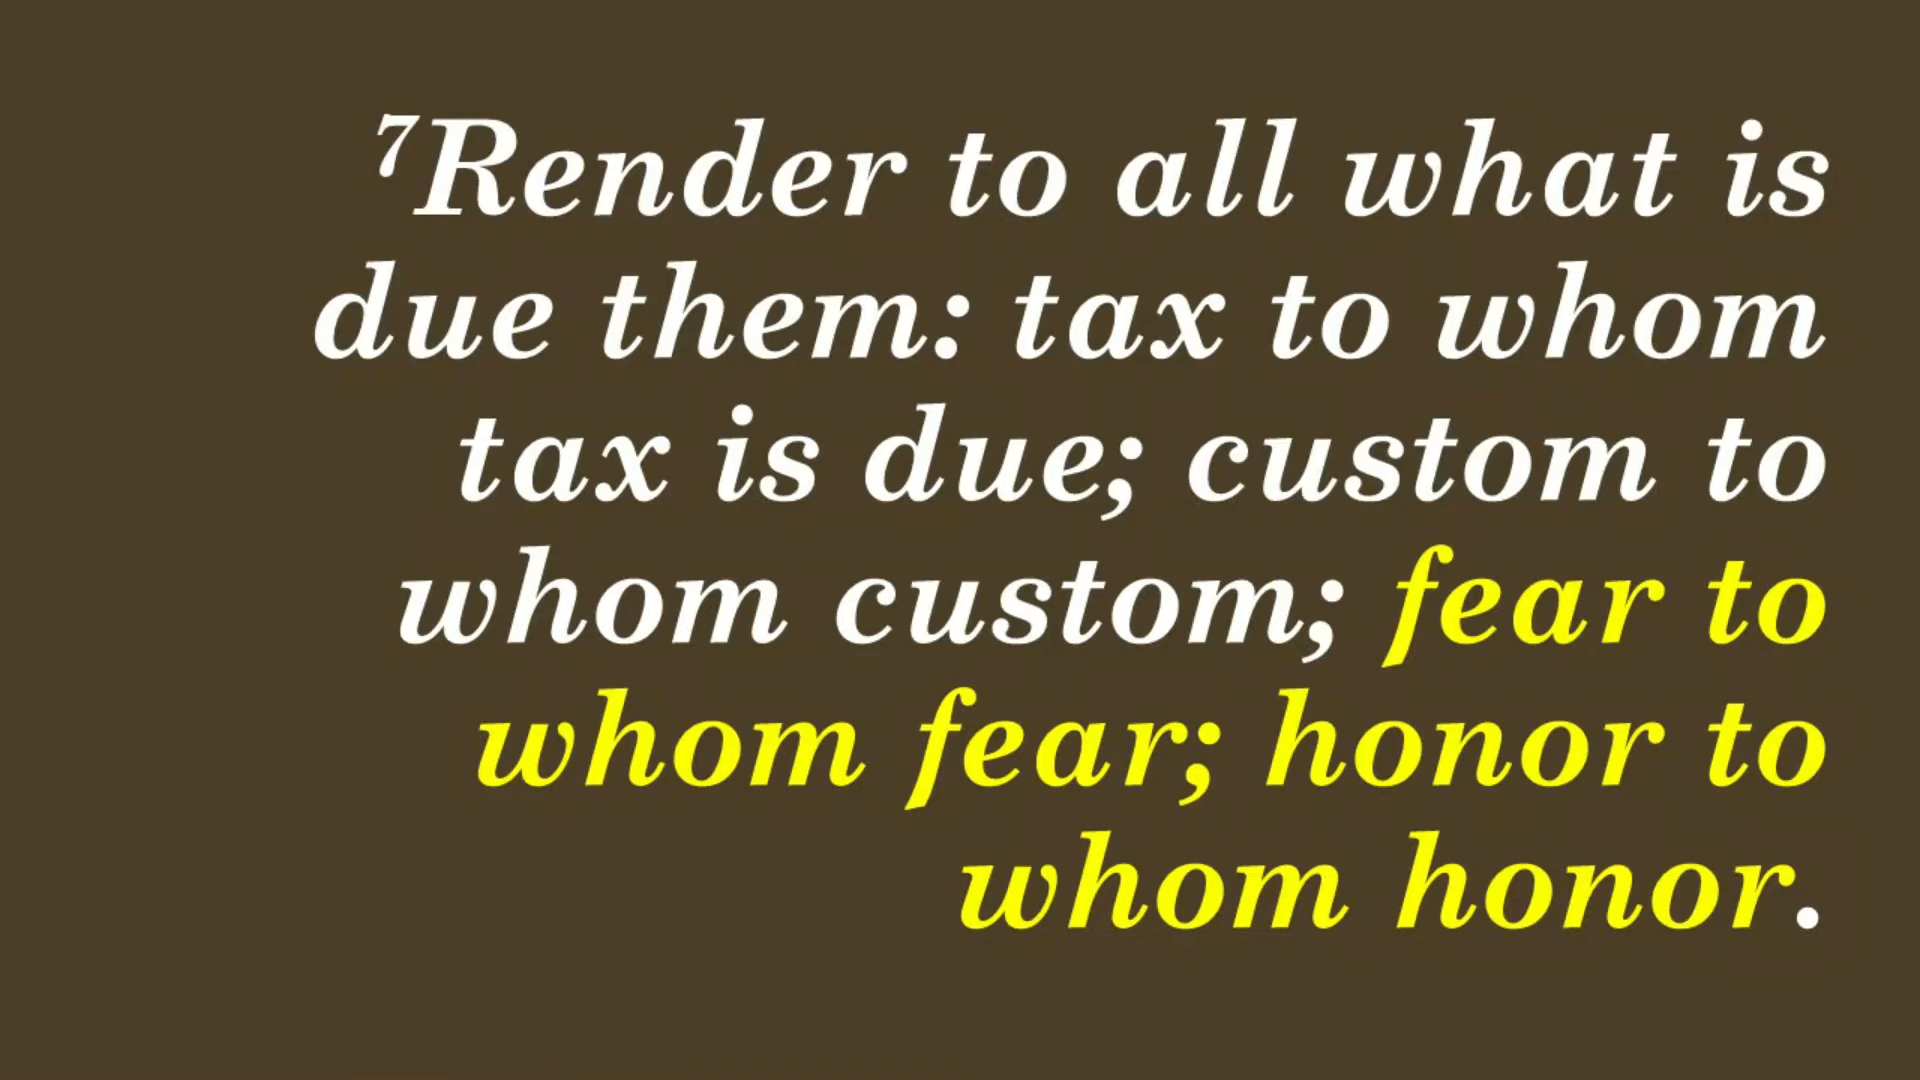 ⁷Render to all what is
due them: tax to whom
tax is due; custom to
whom custom; fear to
whom fear; honor to
whom honor.